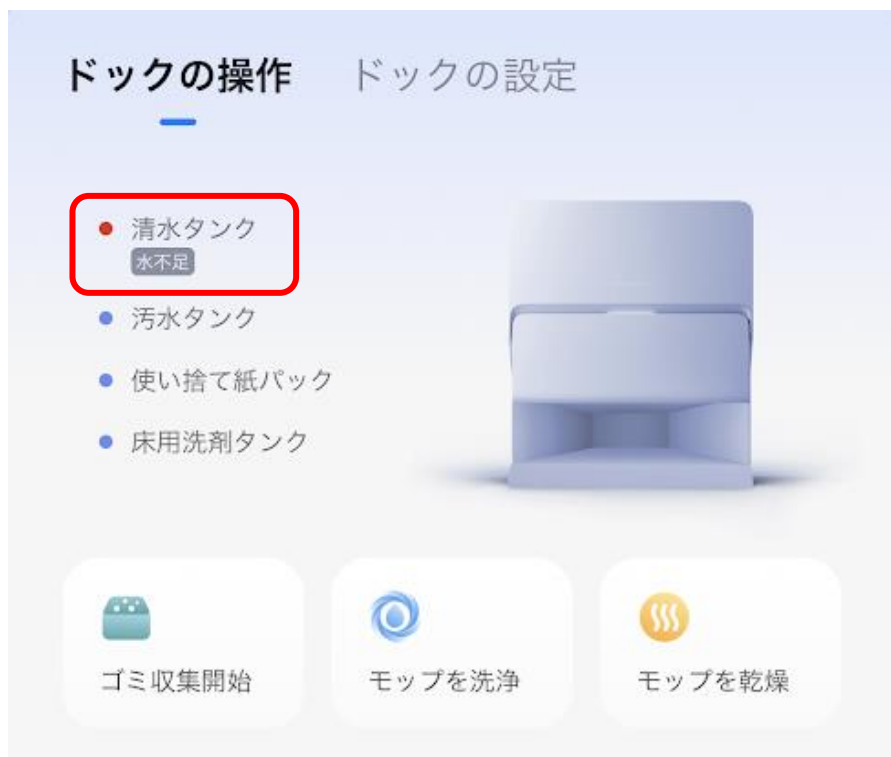 ドックの操作 ドックの設定
清水タンク
水不足
汚水タンク
使い捨て紙パック
床用洗剤タンク
ゴミ収集開始 モップを洗浄 モップを乾燥